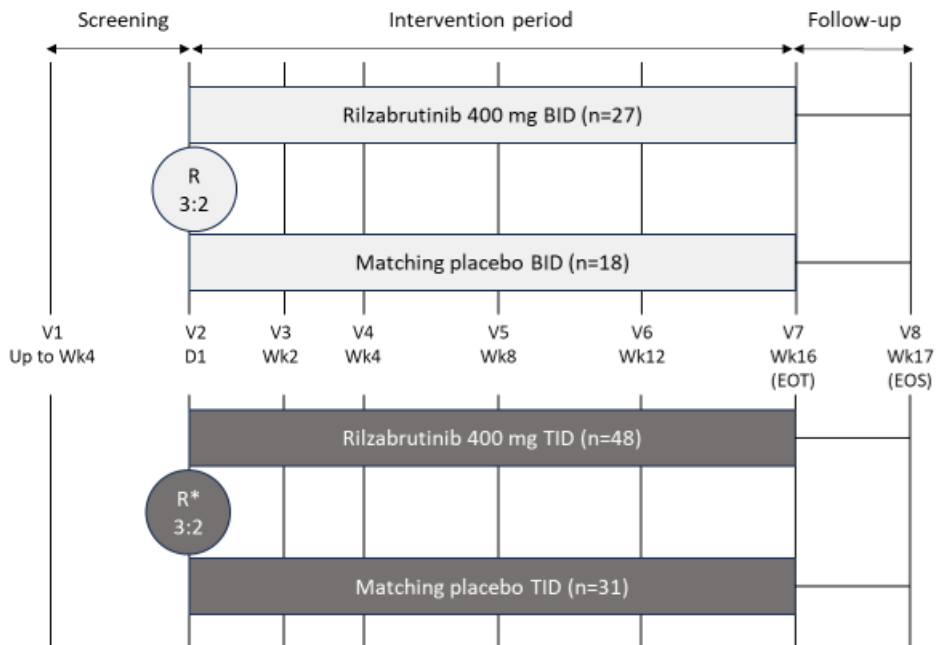 Screening
Intervention period
Follow-up
Rilzabrutinib 400 mg BID (n=27)
R
3:2
Matching placebo BID (n=18)
V1
Up to Wk4
V2
D1
V3
Wk2
V4
Wk4
V5
Wk8
V6
Wk12
V7
Wk16
(EOT)
V8
Wk17
(EOS)
Rilzabrutinib 400 mg TID (n=48)
R*
3:2
Matching placebo TID (n=31)